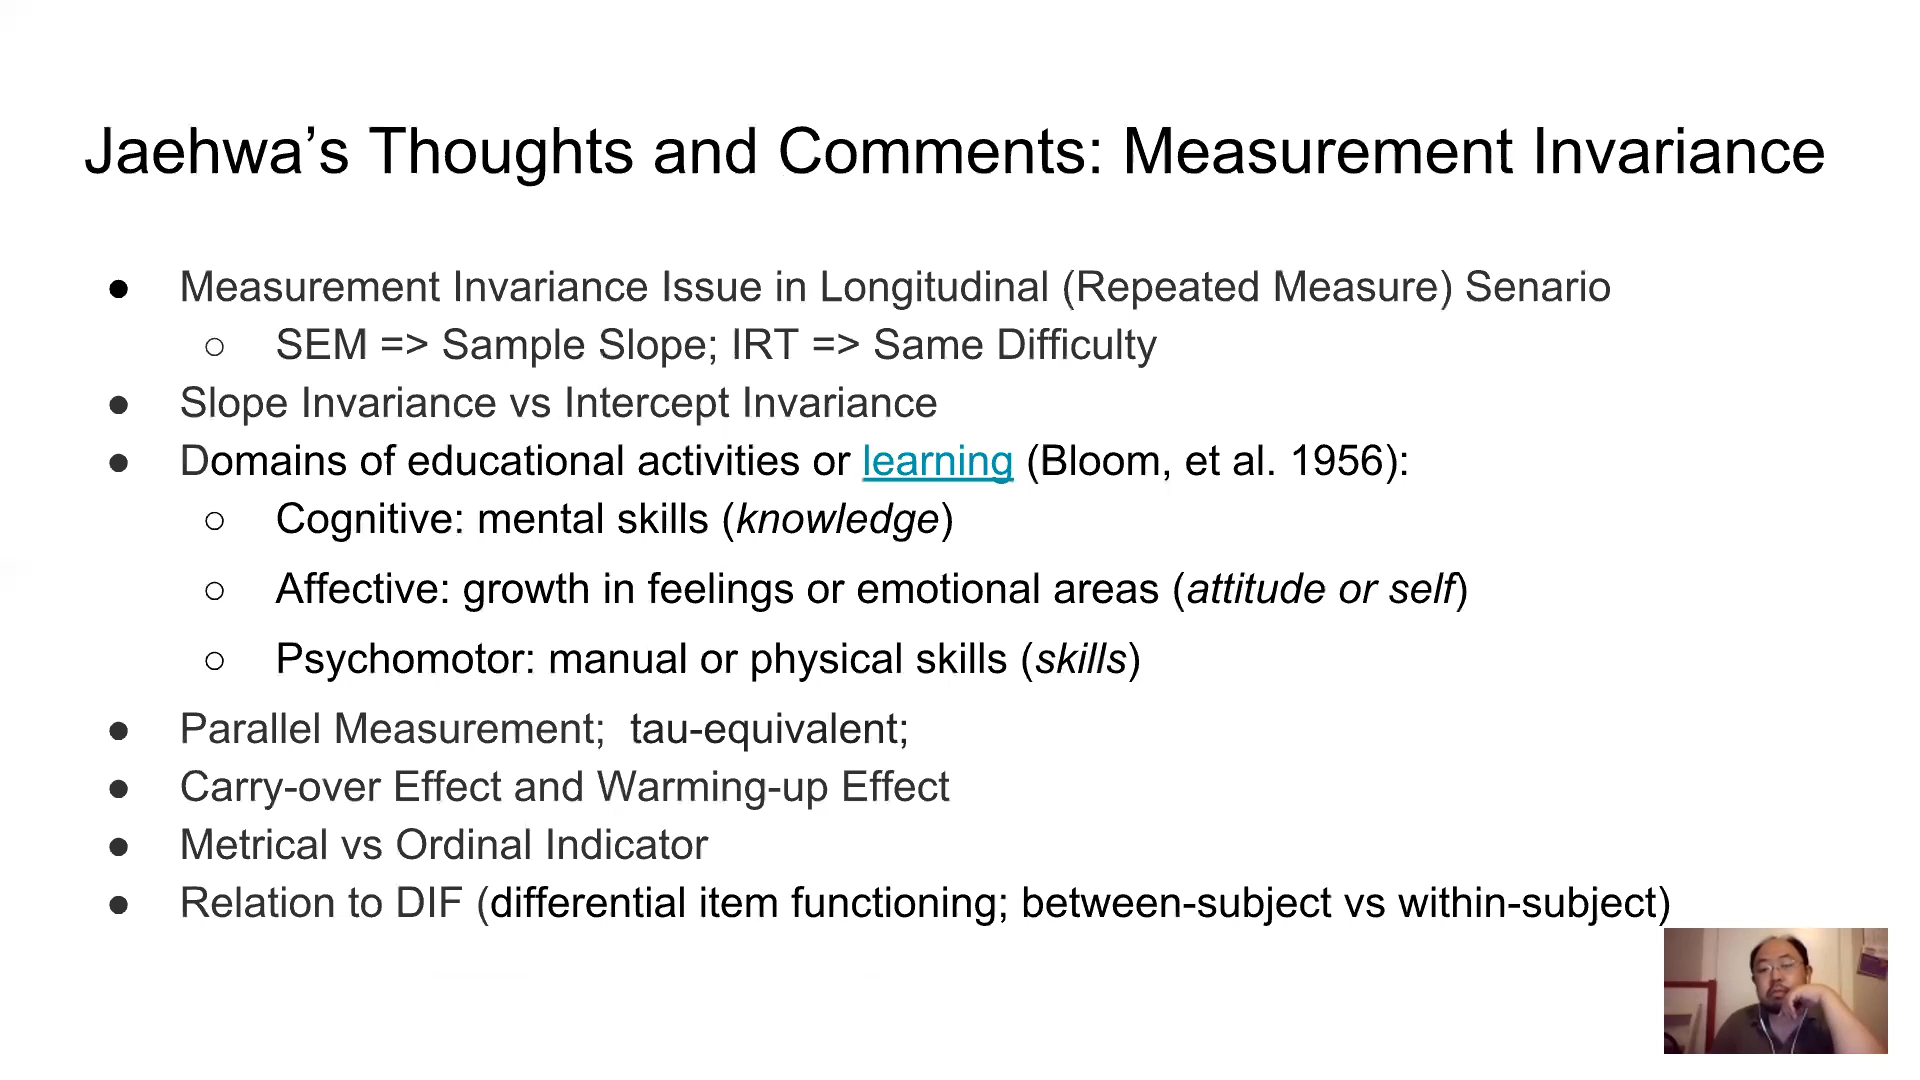 Jaehwa’s Thoughts and Comments: Measurement Invariance
● Measurement Invariance Issue in Longitudinal (Repeated Measure) Senario
○ SEM => Sample Slope; IRT => Same Difficulty
● Slope Invariance vs Intercept Invariance
● Domains of educational activities or learning (Bloom, et al. 1956):
○ Cognitive: mental skills (knowledge)
○ Affective: growth in feelings or emotional areas (attitude or self)
○ Psychomotor: manual or physical skills (skills)
● Parallel Measurement;  tau-equivalent;
● Carry-over Effect and Warming-up Effect
● Metrical vs Ordinal Indicator
● Relation to DIF (differential item functioning; between-subject vs within-subject)